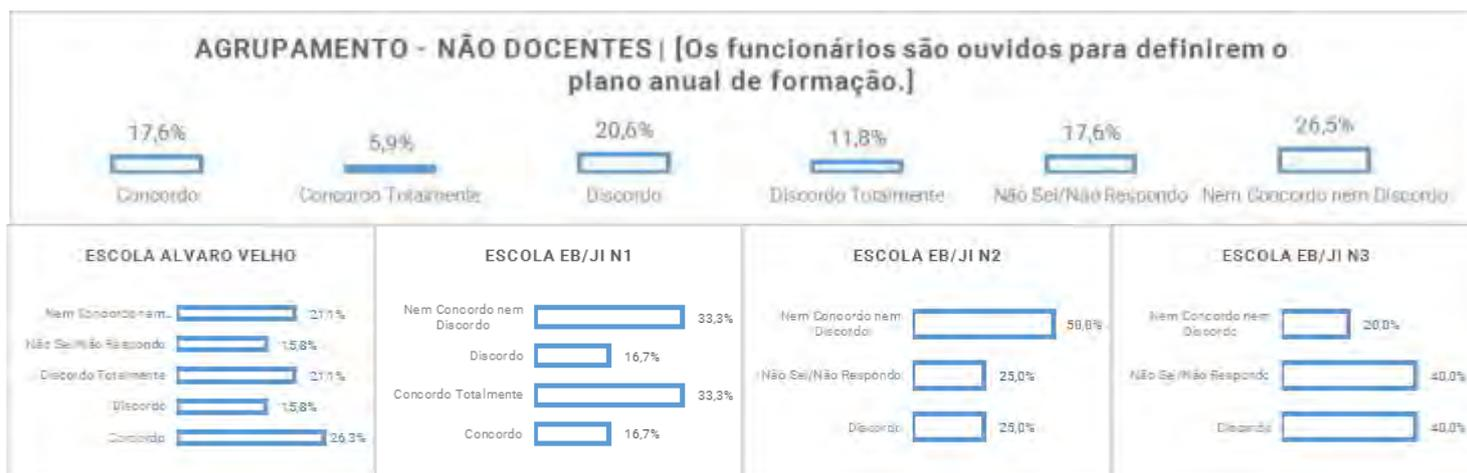 AGRUPAMENTO - NÃO DOCENTES | [Os funcionários são ouvidos para definirem o
plano anual de formação.]
17,6%
5,9%
20,6%
11,8%
17,6%
26,5%
Concordo
Concordo Totalmente
Discordo
Discordo Totalmente
Não Sei/Não Respondo
Nem Concordo nem Discordo
ESCOLA ALVARO VELHO
Nem Concordo nem...
21,1%
Não Sei/Não Respondo
15,8%
Discordo Totalmente
21,1%
Discordo
15,8%
Concordo
26,3%
ESCOLA EB/JI N1
Nem Concordo nem
Discordo
33,3%
Discordo
16,7%
Concordo Totalmente
33,3%
Concordo
16,7%
ESCOLA EB/JI N2
Nem Concordo nem
Discordo
50,0%
Não Sei/Não Respondo
25,0%
Discordo
25,0%
ESCOLA EB/JI N3
Nem Concordo nem
Discordo
20,0%
Não Sei/Não Respondo
40,0%
Discordo
40,0%